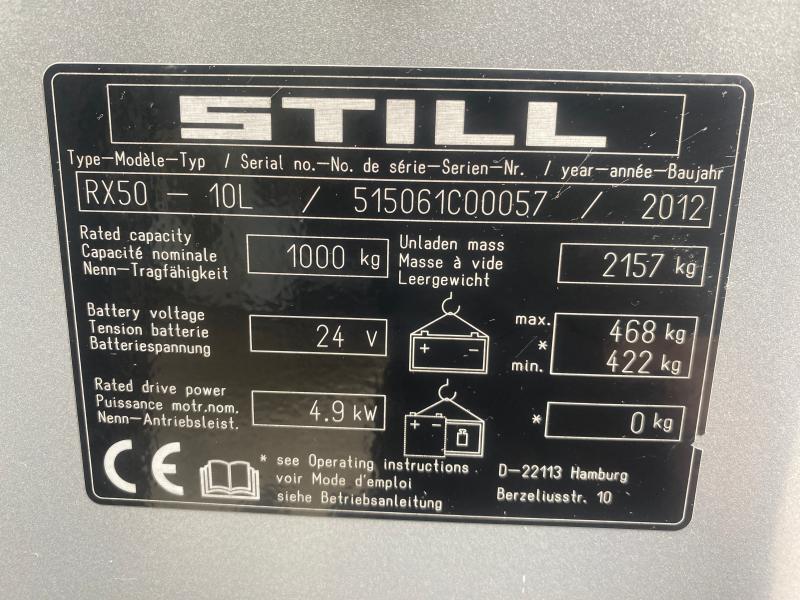 STILL
Type-Modèle-Typ / Serial no.-No. de série-Serien-Nr. / year-année-Baujahr
RX50 - 10L / 515061C00057 / 2012
Rated capacity
Capacité nominale
Nenn-Tragfähigkeit
1000 kg
Unladen mass
Masse à vide
Leergewicht
2157 kg
Battery voltage
Tension batterie
Batteriespannung
24 V
+ -
max. 468 kg
*
min. 422 kg
Rated drive power
Puissance motr.nom.
Nenn-Antriebsleist.
4.9 kW
+ -
* 0 kg
CE
* see Operating instructions
voir Mode d'emploi
siehe Betriebsanleitung
D-22113 Hamburg
Berzeliusstr. 10